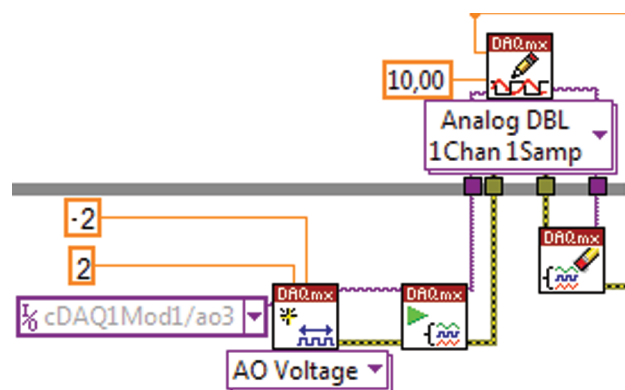 DAQmx
10,00
Analog DBL
1Chan 1Samp
-2
DAQmx
2
I/O cDAQ1Mod1/ao3
DAQmx
DAQmx
AO Voltage